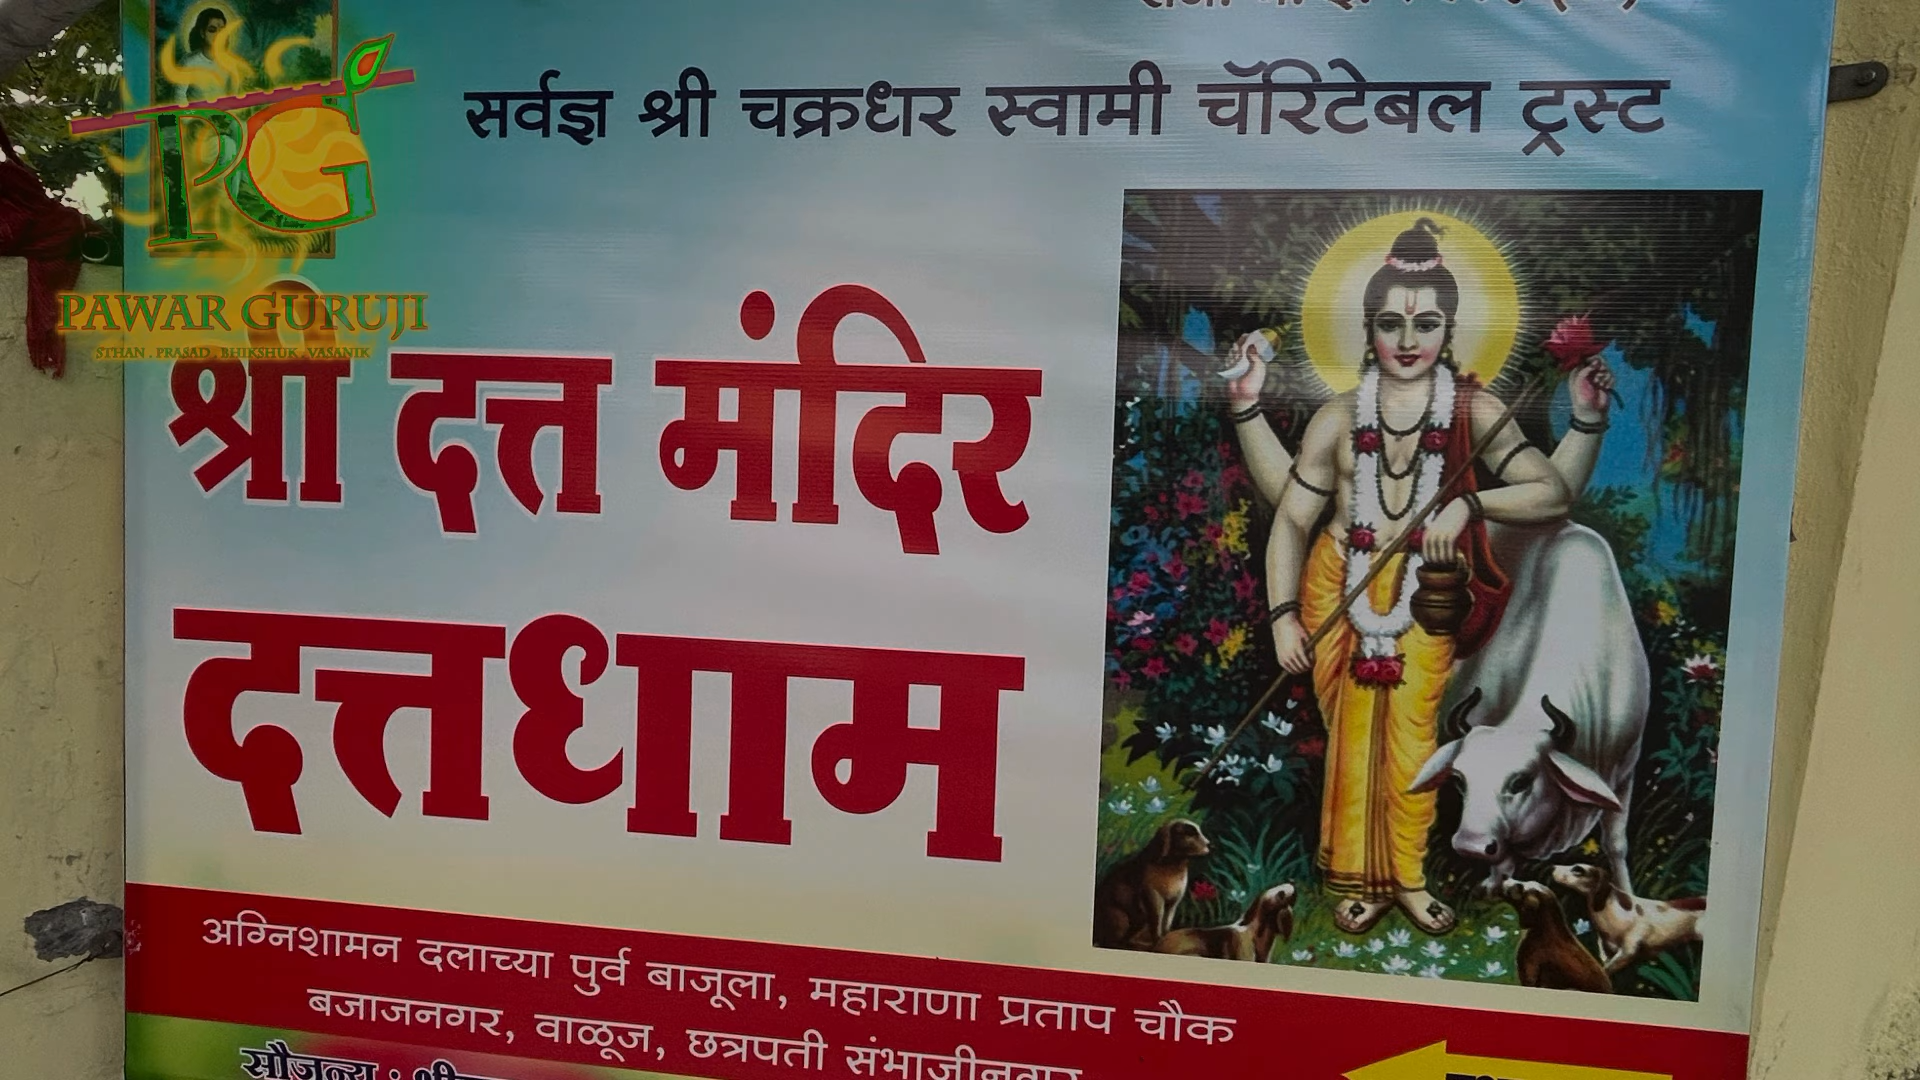 सर्वज्ञ श्री चक्रधर स्वामी चॅरिटेबल ट्रस्ट
PG
PAWAR GURUJI
STHAN . PRASAD . BHIKSHUK . VASANIK
श्री दत्त मंदिर
दत्तधाम
अग्निशामन दलाच्या पुर्व बाजूला, महाराणा प्रताप चौक
बजाजनगर, वाळूज, छत्रपती संभाजीनगर
सौजन्य :